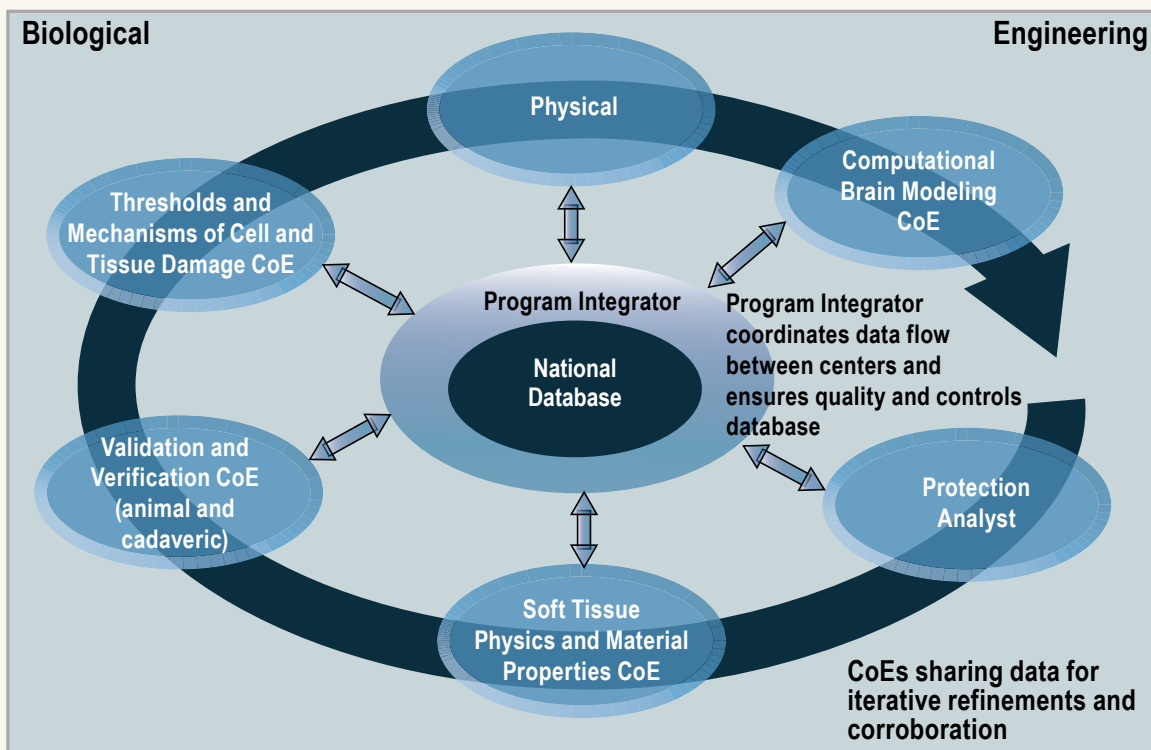 Biological
Engineering
Physical
Computational
Brain Modeling
CoE
Thresholds and
Mechanisms of Cell and
Tissue Damage CoE
Program Integrator
National
Database
Program Integrator
coordinates data flow
between centers and
ensures quality and controls
database
Validation and
Verification CoE
(animal and
cadaveric)
Protection
Analyst
Soft Tissue
Physics and Material
Properties CoE
CoEs sharing data for
iterative refinements and
corroboration